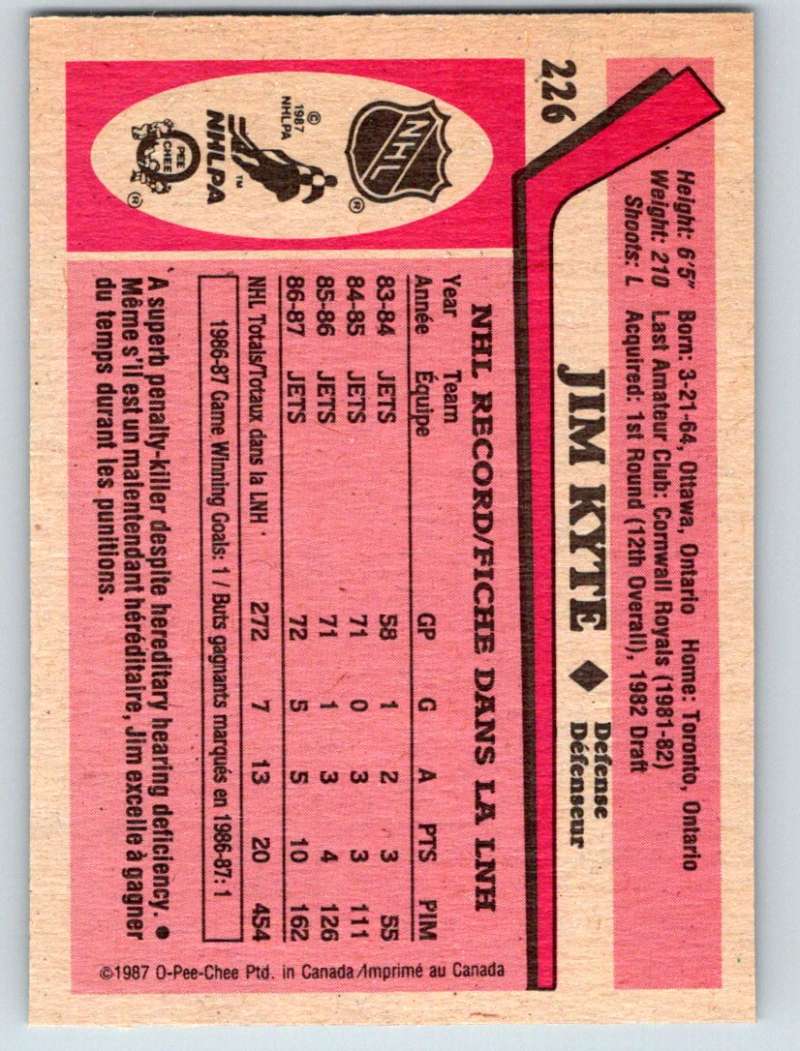 226
Height: 6'5" Born: 3-21-64, Ottawa, Ontario Home: Toronto, Ontario
Weight: 210 Last Amateur Club: Cornwall Royals (1981-82)
Shoots: L Acquired: 1st Round (12th Overall), 1982 Draft
JIM KYTE ◆ Defense
Défenseur
NHL RECORD/FICHE DANS LA LNH
Year Team
Année Équipe GP G A PTS PIM
83-84 JETS 58 1 2 3 55
84-85 JETS 71 0 3 3 111
85-86 JETS 71 1 3 4 126
86-87 JETS 72 5 5 10 162
NHL Totals/Totaux dans la LNH 272 7 13 20 454
1986-87 Game Winning Goals: 1 / Buts gagnants marqués en 1986-87: 1
A superb penalty-killer despite hereditary hearing deficiency. •
Même s'il est un malentendant héréditaire, Jim excelle à gagner
du temps durant les punitions.
NHL ®
© 1987 NHLPA
NHLPA ™
O PEE CHEE ®
©1987 O-Pee-Chee Ptd. in Canada/Imprimé au Canada